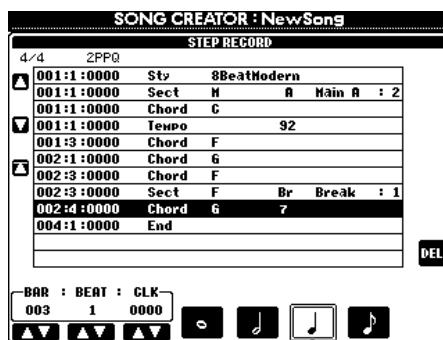 SONG CREATOR : NewSong
STEP RECORD
4/4 2PPQ
001:1:0000 Sty 8BeatModern
001:1:0000 Sect M A Main A : 2
001:1:0000 Chord C
001:1:0000 Tempo 92
001:3:0000 Chord F
002:1:0000 Chord G
002:3:0000 Chord F
002:3:0000 Sect F Br Break : 1
002:4:0000 Chord G 7
004:1:0000 End
DEL
BAR : BEAT : CLK
003 1 0000